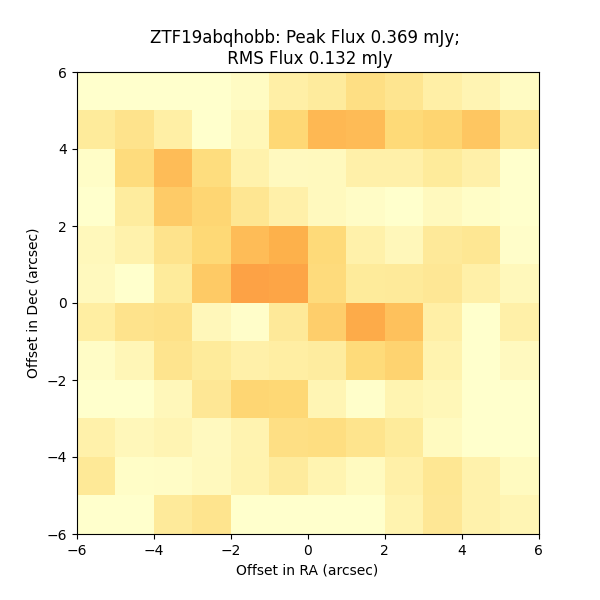 ZTF19abqhobb: Peak Flux 0.369 mJy;
RMS Flux 0.132 mJy
6
4
2
0
−2
−4
−6
Offset in Dec (arcsec)
−6 −4 −2 0 2 4 6
Offset in RA (arcsec)